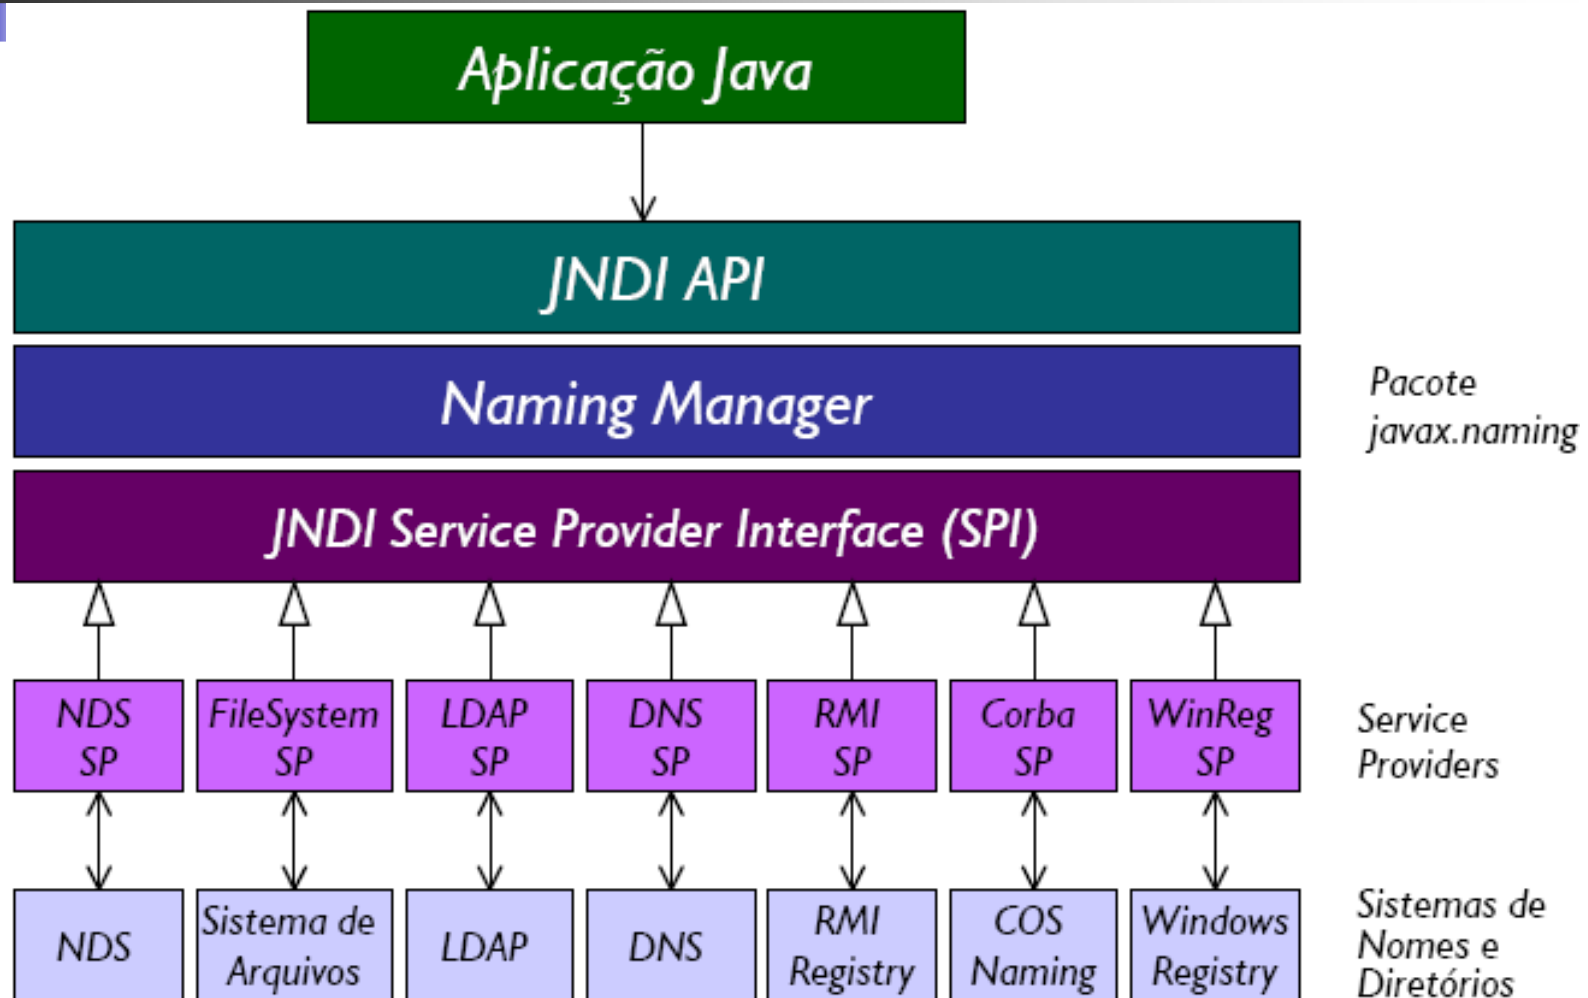 Aplicação Java
JNDI API
Naming Manager
Pacote
javax.naming
JNDI Service Provider Interface (SPI)
NDS
SP
FileSystem
SP
LDAP
SP
DNS
SP
RMI
SP
Corba
SP
WinReg
SP
Service
Providers
NDS
Sistema de
Arquivos
LDAP
DNS
RMI
Registry
COS
Naming
Windows
Registry
Sistemas de
Nomes e
Diretórios